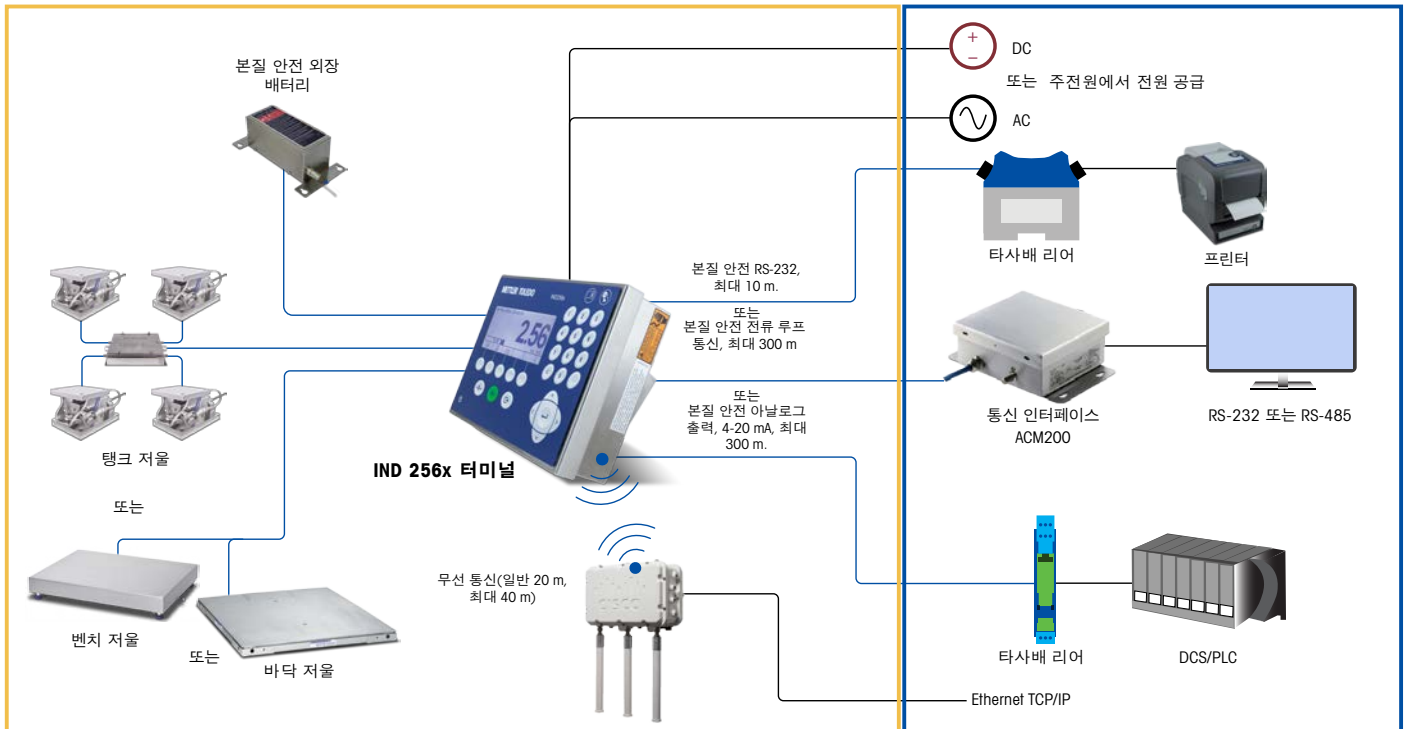 본질 안전 외장
배터리
DC
또는 주전원에서 전원 공급
AC
타사배 리어
프린터
본질 안전 RS-232,
최대 10 m.
또는
본질 안전 전류 루프
통신, 최대 300 m
METTLER TOLEDO
IND256x
2.56
탱크 저울
IND 256x 터미널
또는
본질 안전 아날로그
출력, 4-20 mA, 최대
300 m.
통신 인터페이스
ACM200
RS-232 또는 RS-485
또는
벤치 저울
또는
바닥 저울
무선 통신(일반 20 m,
최대 40 m)
CISCO
타사배 리어
DCS/PLC
Ethernet TCP/IP